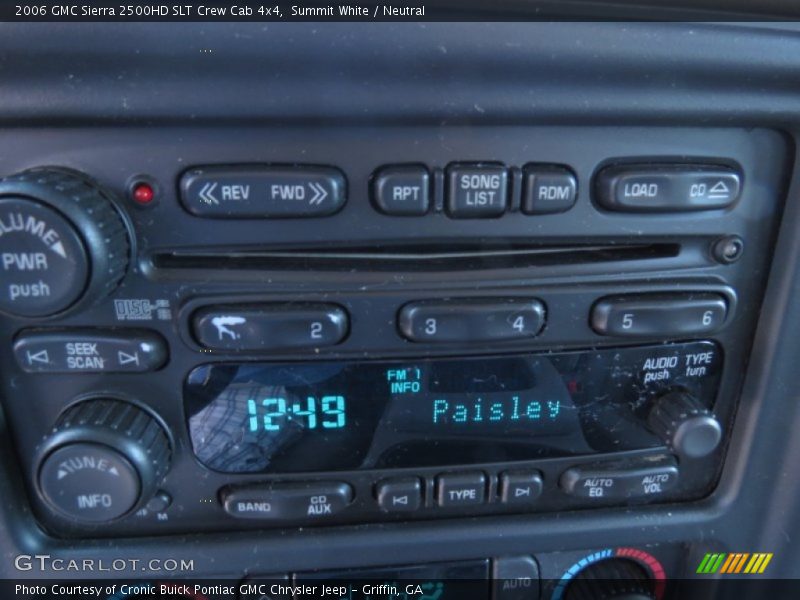 2006 GMC Sierra 2500HD SLT Crew Cab 4x4,  Summit White / Neutral
REV FWD
RPT
SONG LIST
RDM
LOAD CD
PWR
push
DISC
2
3 4
5 6
SEEK
SCAN
AUDIO TYPE
push turn
FM 1
INFO
12:49
Paisley
TUNE
INFO
BAND
CD
AUX
TYPE
AUTO
EQ
AUTO
VOL
M
AUTO
GTCARLOT.COM
Photo Courtesy of Cronic Buick Pontiac GMC Chrysler Jeep - Griffin, GA